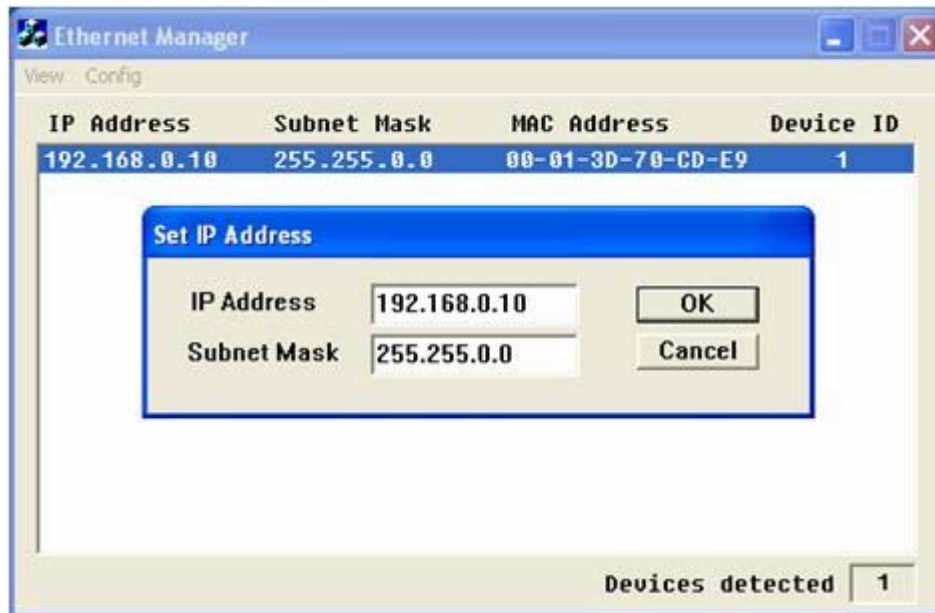 Ethernet Manager
View Config
IP Address Subnet Mask MAC Address Device ID
192.168.0.10 255.255.0.0 00-01-3D-70-CD-E9 1
Set IP Address
IP Address 192.168.0.10 OK
Subnet Mask 255.255.0.0 Cancel
Devices detected 1